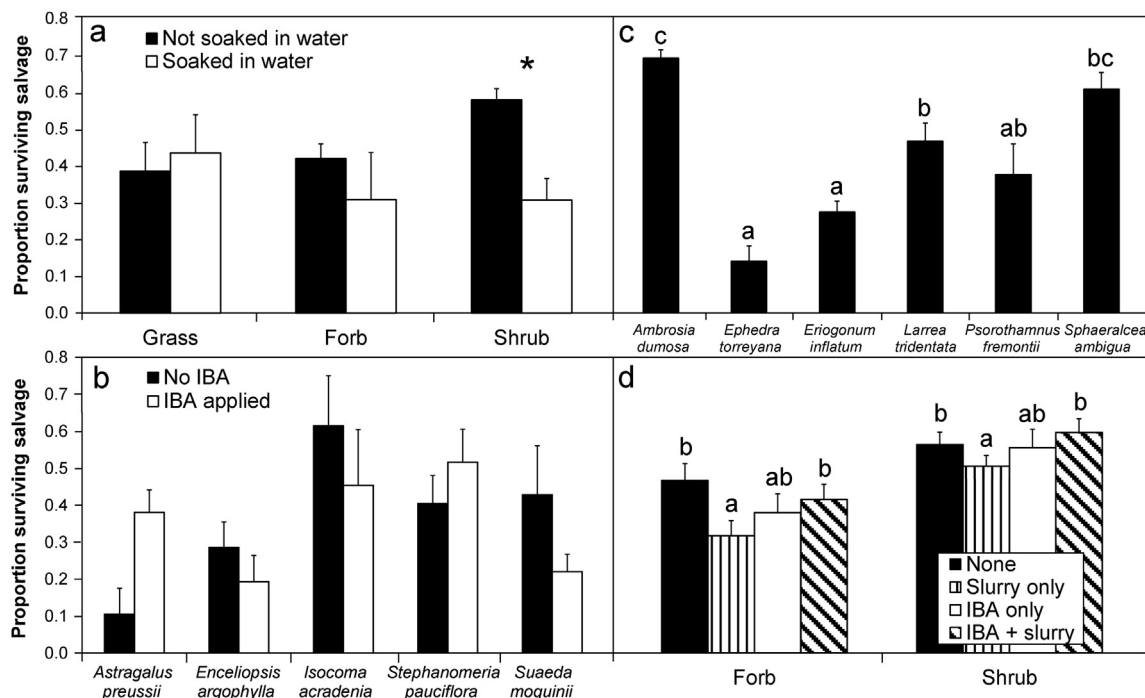 Proportion surviving salvage
0.8
0.7
0.6
0.5
0.4
0.3
0.2
0.1
0.0
a
Not soaked in water
Soaked in water
*
Grass
Forb
Shrub
c
c
a
a
b
ab
bc
Ambrosia
dumosa
Ephedra
torreyana
Eriogonum
inflatum
Larrea
tridentata
Psorothamnus
fremontii
Sphaeralcea
ambigua
Proportion surviving salvage
0.8
0.7
0.6
0.5
0.4
0.3
0.2
0.1
0.0
b
No IBA
IBA applied
Astragalus
preussii
Enceliopsis
argophylla
Isocoma
acradenia
Stephanomeria
pauciflora
Suaeda
moquinii
d
b
a
ab
b
b
a
ab
b
None
Slurry only
IBA only
IBA + slurry
Forb
Shrub